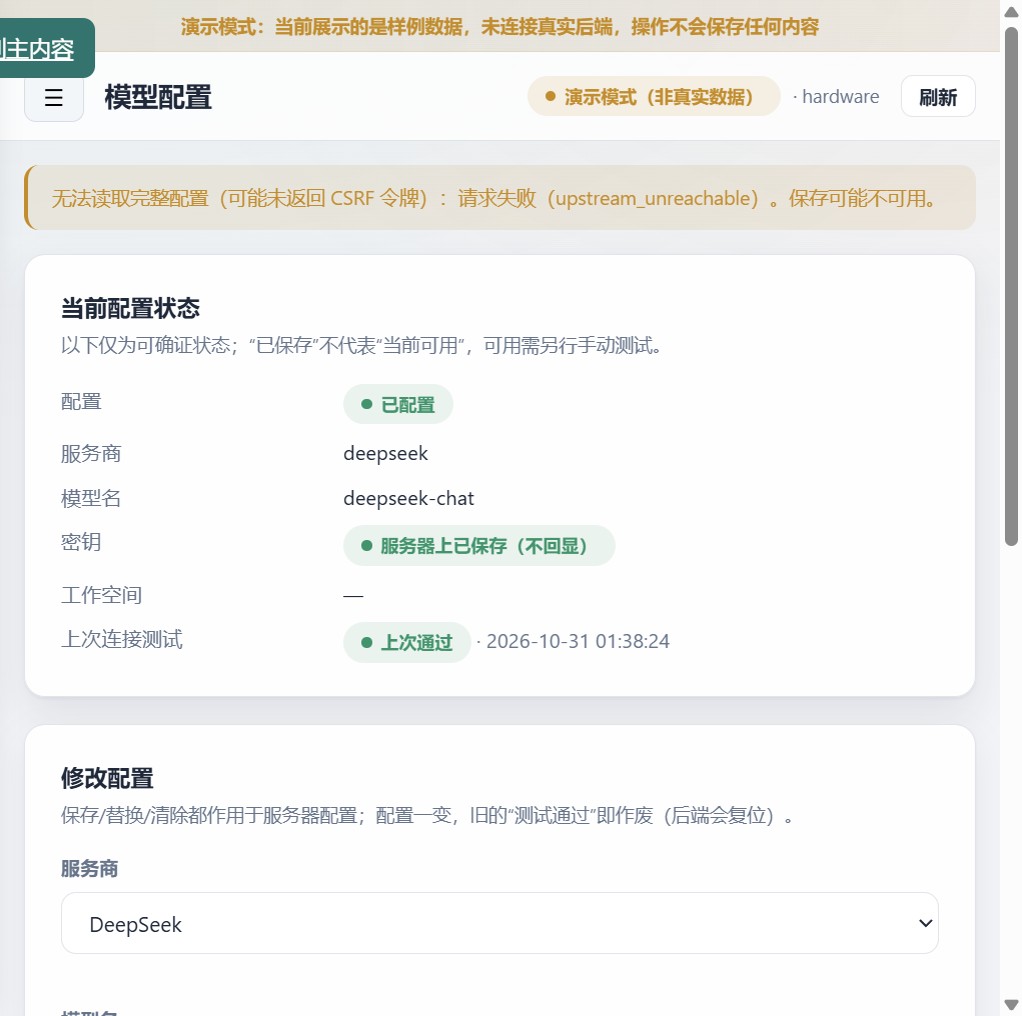 演示模式：当前展示的是样例数据，未连接真实后端，操作不会保存任何内容
到主内容
☰ 模型配置
演示模式（非真实数据） · hardware 刷新
无法读取完整配置（可能未返回 CSRF 令牌）：请求失败（upstream_unreachable）。保存可能不可用。
当前配置状态
以下仅为可确证状态；“已保存”不代表“当前可用”，可用需另行手动测试。
配置 已配置
服务商 deepseek
模型名 deepseek-chat
密钥 服务器上已保存（不回显）
工作空间 —
上次连接测试 上次通过 · 2026-10-31 01:38:24
修改配置
保存/替换/清除都作用于服务器配置；配置一变，旧的“测试通过”即作废（后端会复位）。
服务商
DeepSeek
模型名